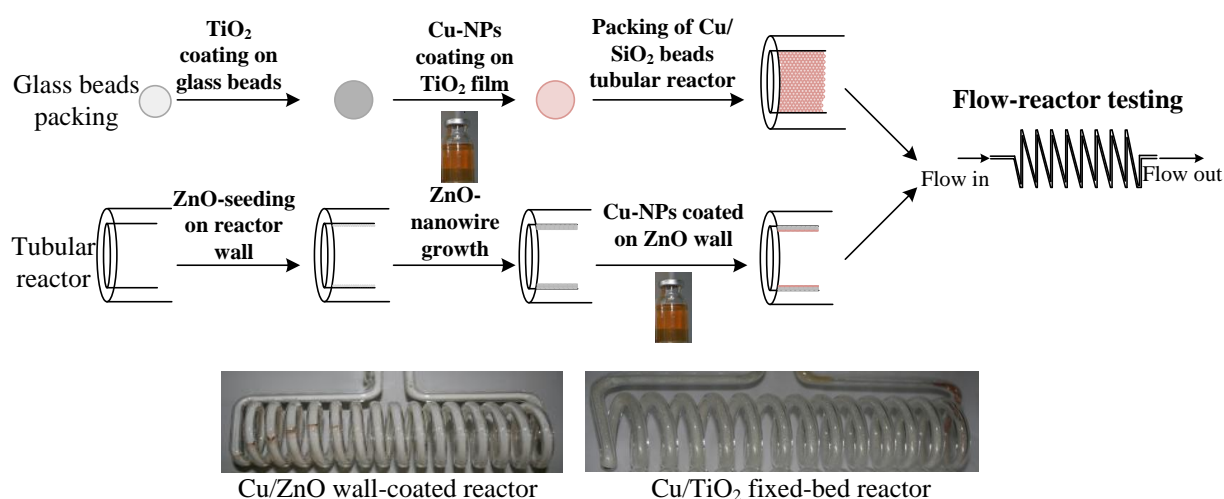 Glass beads
packing
TiO₂
coating on
glass beads
Cu-NPs
coating on
TiO₂ film
Packing of Cu/
SiO₂ beads
tubular reactor
Flow-reactor testing
Flow in
Flow out
Tubular
reactor
ZnO-seeding
on reactor
wall
ZnO-
nanowire
growth
Cu-NPs coated
on ZnO wall
Cu/ZnO wall-coated reactor
Cu/TiO₂ fixed-bed reactor